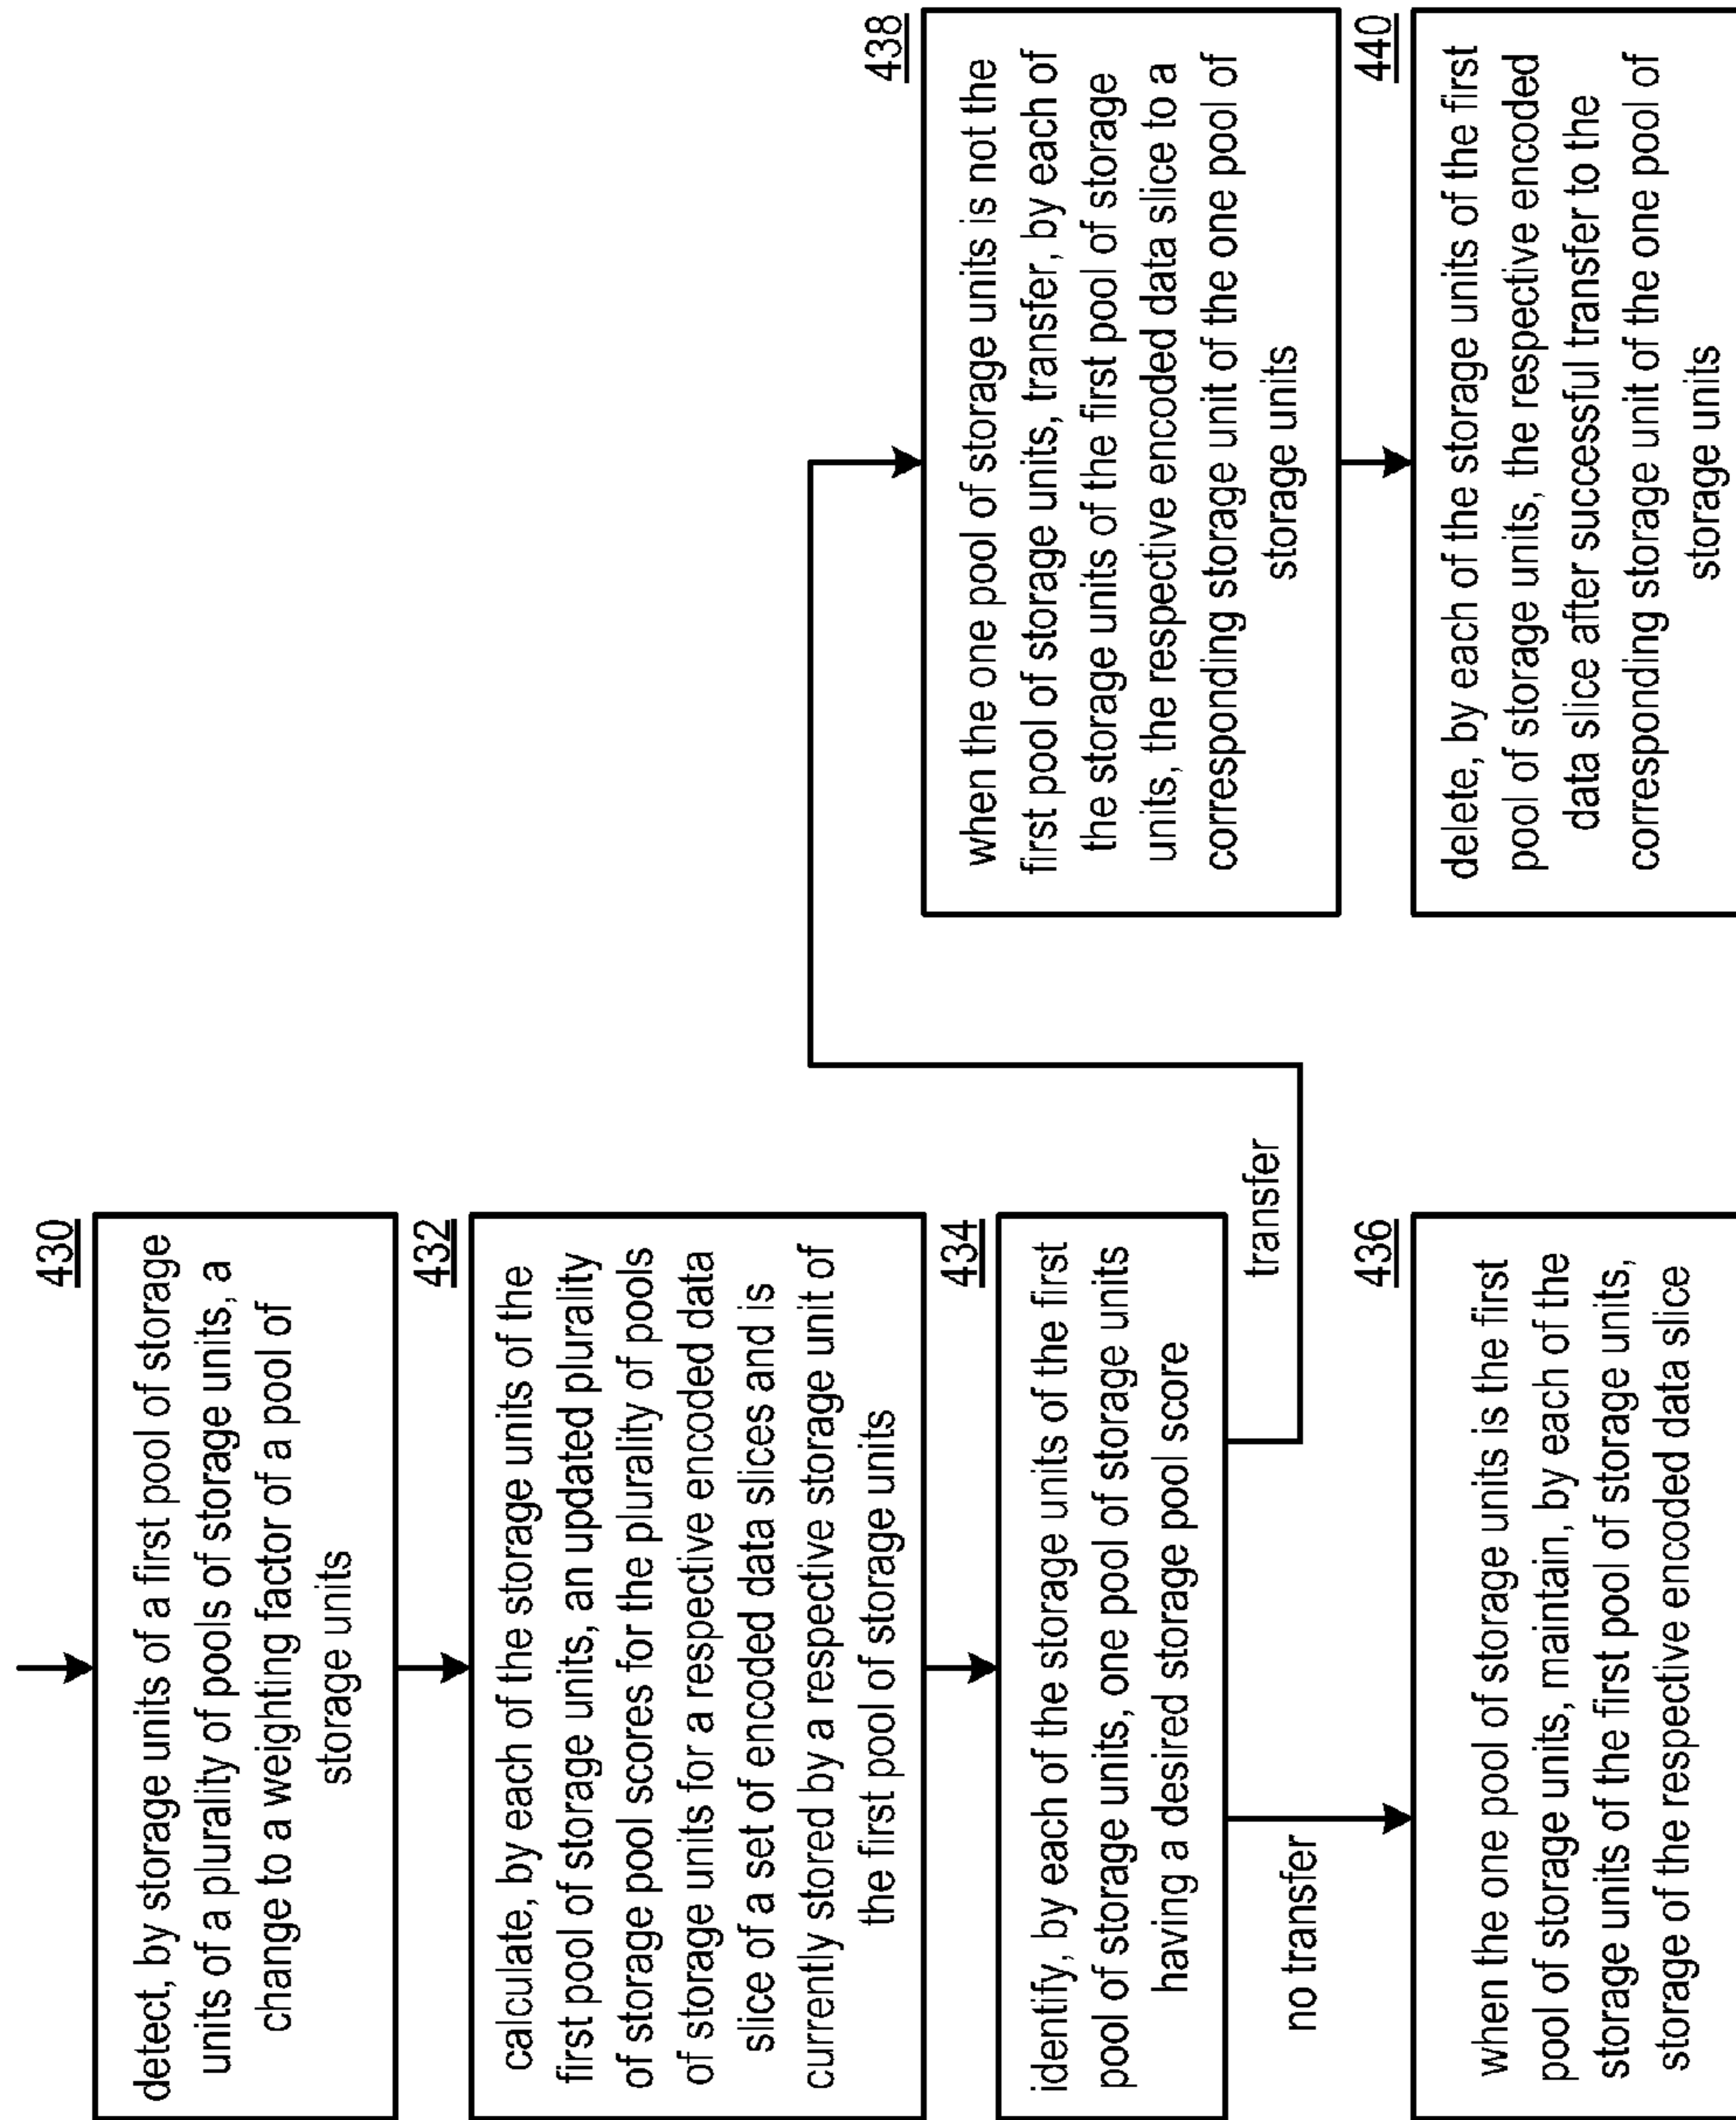 430
detect, by storage units of a first pool of storage
units of a plurality of pools of storage units, a
change to a weighting factor of a pool of
storage units
432
calculate, by each of the storage units of the
first pool of storage units, an updated plurality
of storage pool scores for the plurality of pools
of storage units for a respective encoded data
slice of a set of encoded data slices and is
currently stored by a respective storage unit of
the first pool of storage units
434
identify, by each of the storage units of the first
pool of storage units, one pool of storage units
having a desired storage pool score
no transfer
transfer
436
when the one pool of storage units is the first
pool of storage units, maintain, by each of the
storage units of the first pool of storage units,
storage of the respective encoded data slice
438
when the one pool of storage units is not the
first pool of storage units, transfer, by each of
the storage units of the first pool of storage
units, the respective encoded data slice to a
corresponding storage unit of the one pool of
storage units
440
delete, by each of the storage units of the first
pool of storage units, the respective encoded
data slice after successful transfer to the
corresponding storage unit of the one pool of
storage units